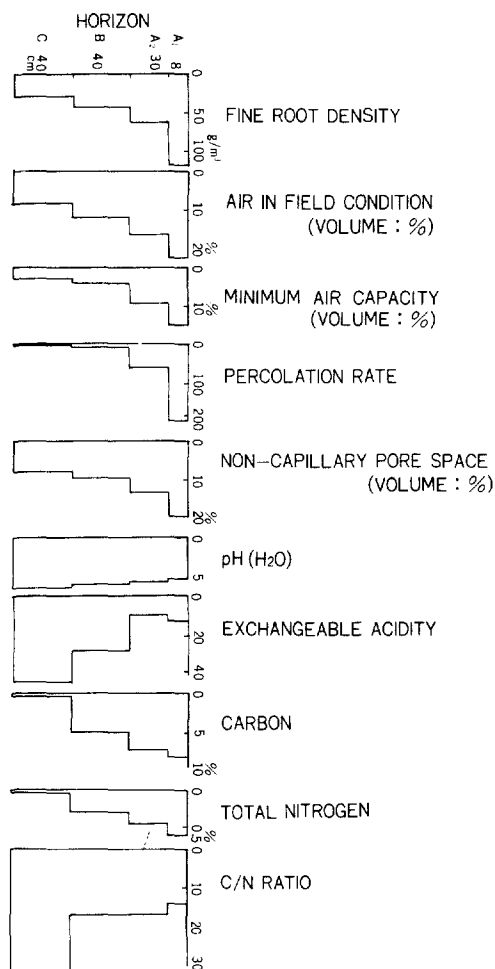 HORIZON
C 40 cm
B 40
A₂ 30
A₁ 8
0 50 100 g/m³
FINE ROOT DENSITY
0 10 20 %
AIR IN FIELD CONDITION
(VOLUME : %)
0 10 %
MINIMUM AIR CAPACITY
(VOLUME : %)
0 100 200
PERCOLATION RATE
0 10 20 %
NON-CAPILLARY PORE SPACE
(VOLUME : %)
0 5
pH (H₂O)
0 20 40
EXCHANGEABLE ACIDITY
0 5 10 %
CARBON
0 0.5 %
TOTAL NITROGEN
0 10 20 30
C/N RATIO